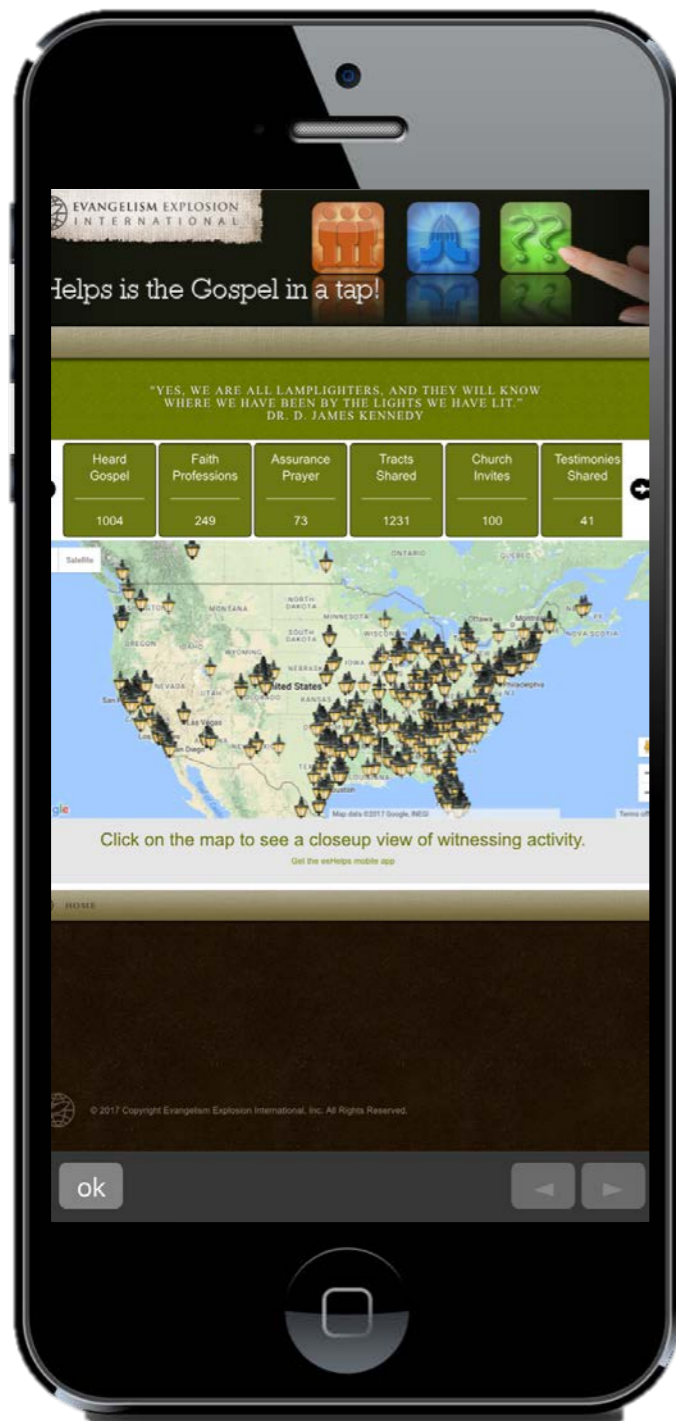 EVANGELISM EXPLOSION
INTERNATIONAL
Helps is the Gospel in a tap!
??
"YES, WE ARE ALL LAMPLIGHTERS, AND THEY WILL KNOW
WHERE WE HAVE BEEN BY THE LIGHTS WE HAVE LIT."
DR. D. JAMES KENNEDY
Heard Gospel
1004
Faith Professions
249
Assurance Prayer
73
Tracts Shared
1231
Church Invites
100
Testimonies Shared
41
Satellite
ONTARIO
QUEBEC
MONTANA
NORTH DAKOTA
MINNESOTA
Ottawa
OREGON
IDAHO
SOUTH DAKOTA
NOVA SCOTIA
WYOMING
NEBRASKA
IOWA
NEVADA
UTAH
United States
KANSAS
Philadelphia
Las Vegas
San Diego
LOUISIANA
Map data ©2017 Google, INEGI
Click on the map to see a closeup view of witnessing activity.
Get the eeHelps mobile app
HOME
© 2017 Copyright Evangelism Explosion International, Inc. All Rights Reserved.
ok